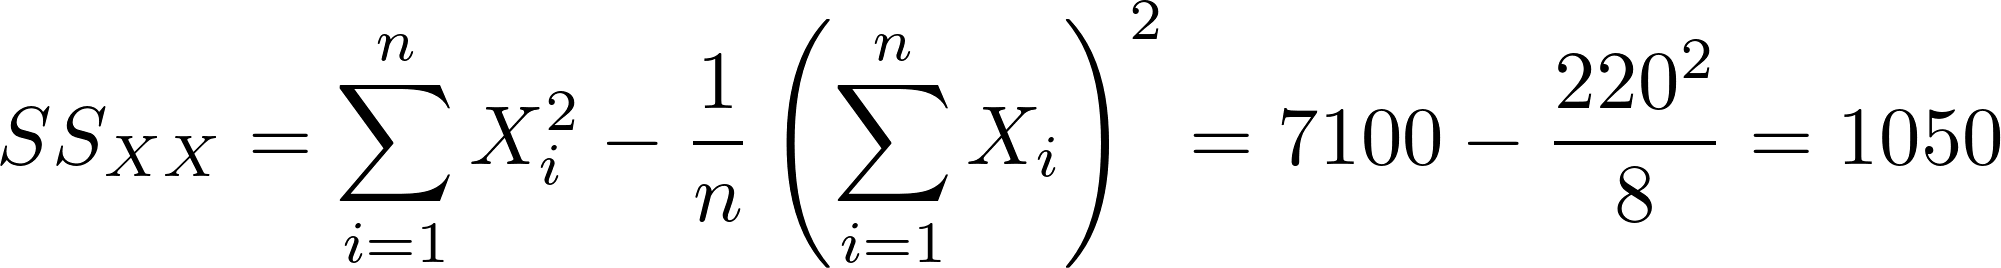 $SS_{XX} = \sum_{i=1}^{n} X_i^2 - \frac{1}{n} \left( \sum_{i=1}^{n} X_i \right)^2 = 7100 - \frac{220^2}{8} = 1050$